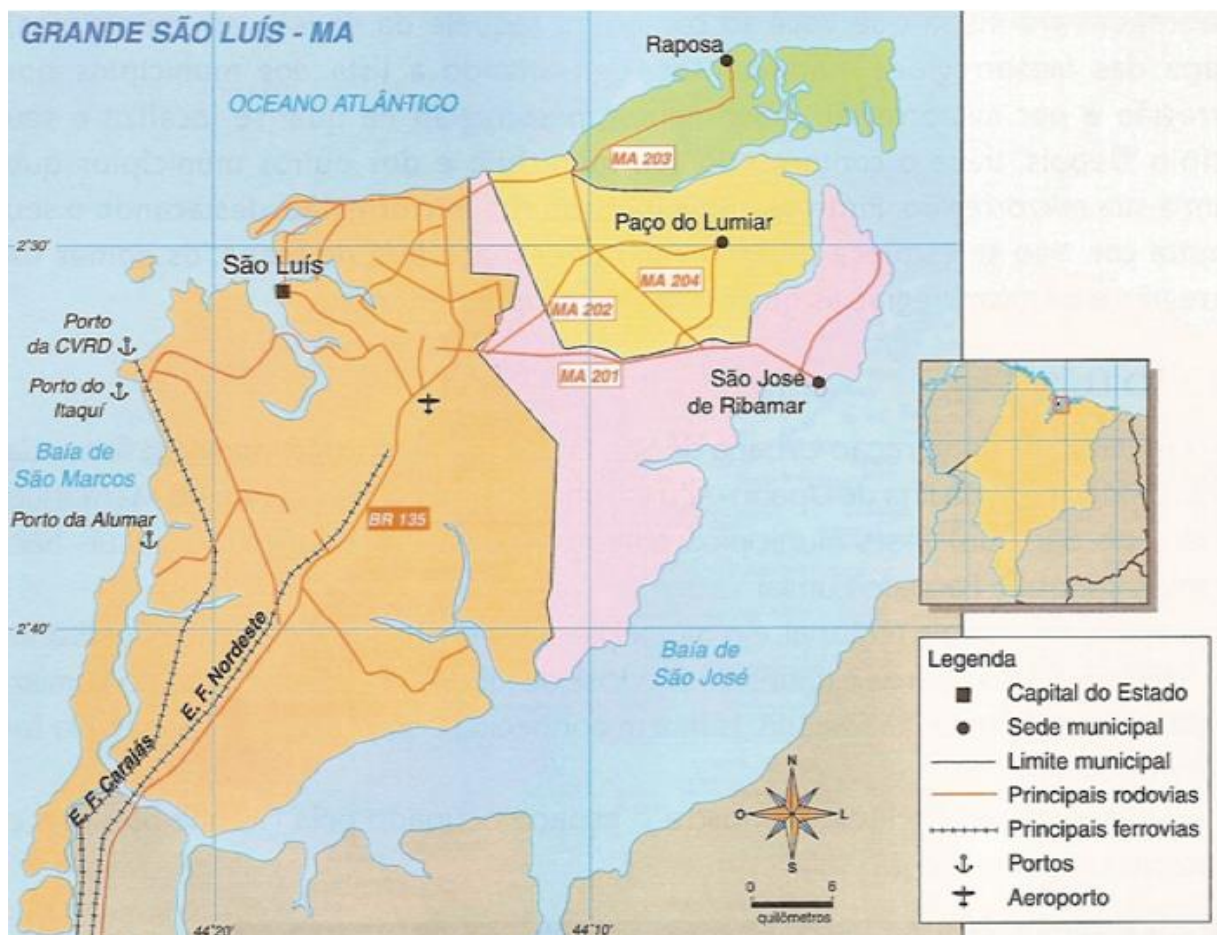 GRANDE SÃO LUÍS - MA
Raposa
OCEANO ATLÂNTICO
MA 203
Paço do Lumiar
2°30'
São Luís
MA 204
MA 202
Porto
da CVRD
MA 201
São José
de Ribamar
Porto do
Itaquí
Baía de
São Marcos
Porto da Alumar
BR 135
2°40'
E. F. Nordeste
Baía de
São José
E. F. Carajás
N
O
L
S
0
6
quilômetros
44°20'
44°10'
Legenda
Capital do Estado
Sede municipal
Limite municipal
Principais rodovias
Principais ferrovias
Portos
Aeroporto